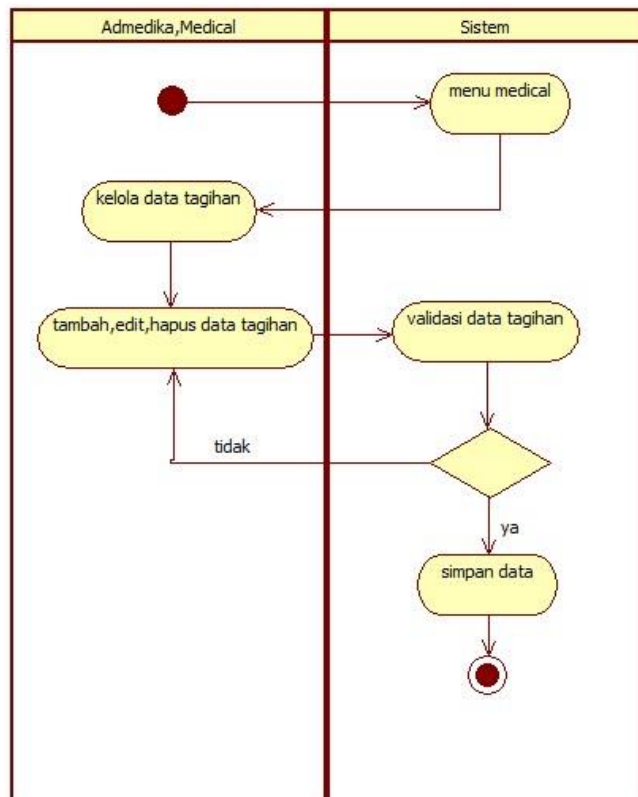 Admedika,Medical
Sistem
menu medical
kelola data tagihan
tambah,edit,hapus data tagihan
validasi data tagihan
tidak
ya
simpan data